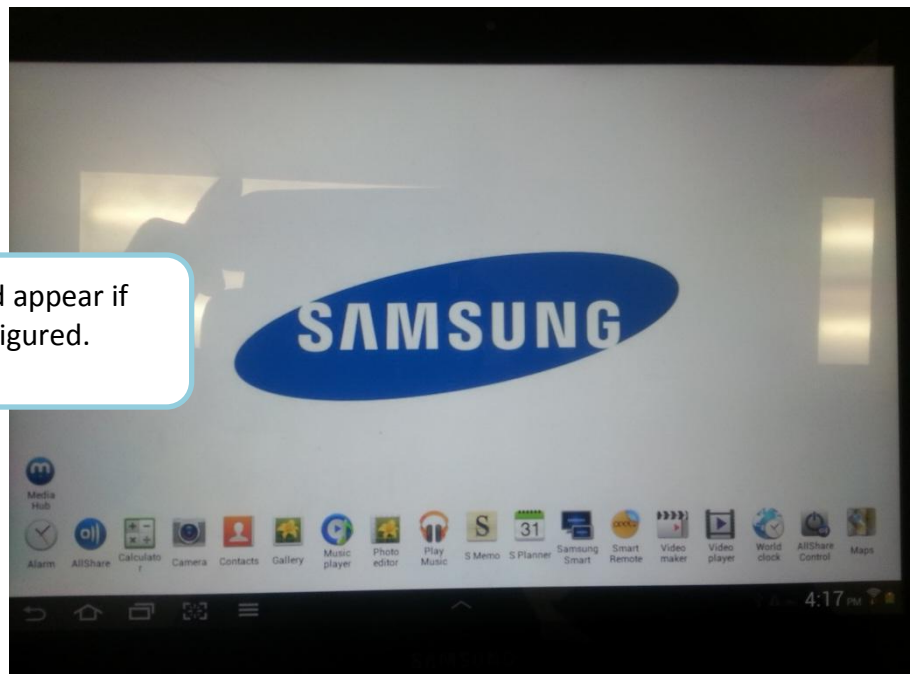 d appear if
igured.
SAMSUNG
Media
Hub
Alarm
AllShare
Calculato
r
Camera
Contacts
Gallery
Music
player
Photo
editor
Play
Music
S
S Memo
31
S Planner
Samsung
Smart
Smart
Remote
Video
maker
Video
player
World
clock
AllShare
Control
Maps
4:17 PM
SAMSUNG